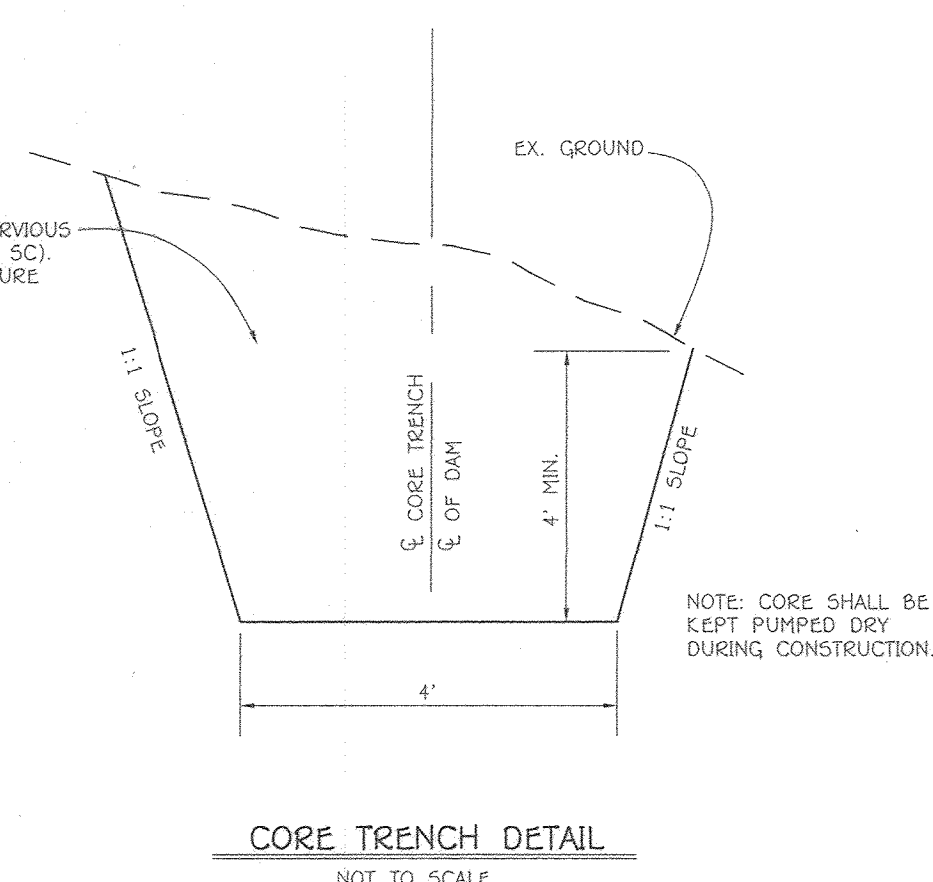 EX. GROUND
RVIOUS
SC).
URE
1:1 SLOPE
℄ CORE TRENCH
℄ OF DAM
4' MIN.
1:1 SLOPE
NOTE: CORE SHALL BE
KEPT PUMPED DRY
DURING CONSTRUCTION.
4'
CORE TRENCH DETAIL
NOT TO SCALE